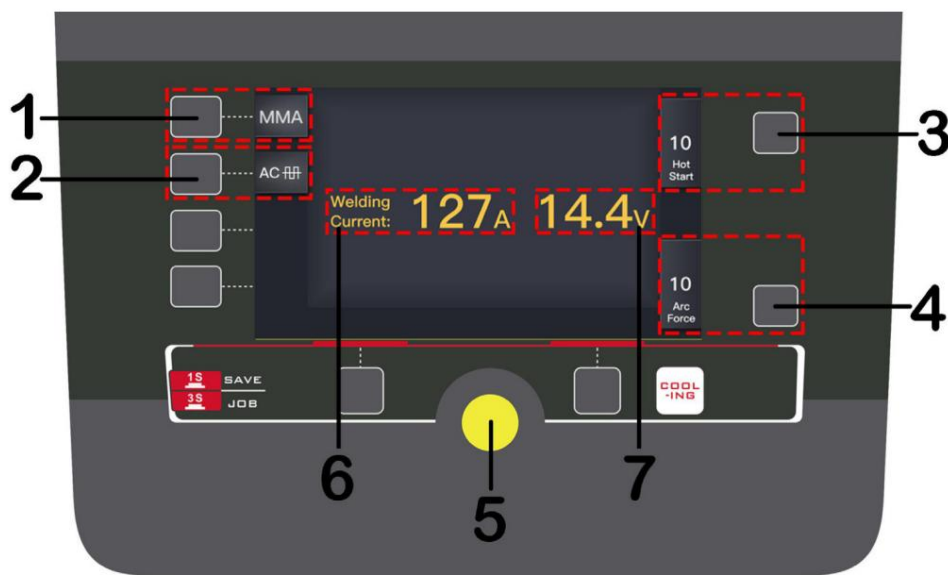 1
MMA
2
AC
Welding
Current:
127A
14.4V
10
Hot
Start
3
10
Arc
Force
4
1S
SAVE
3S
JOB
COOL
-ING
6
5
7